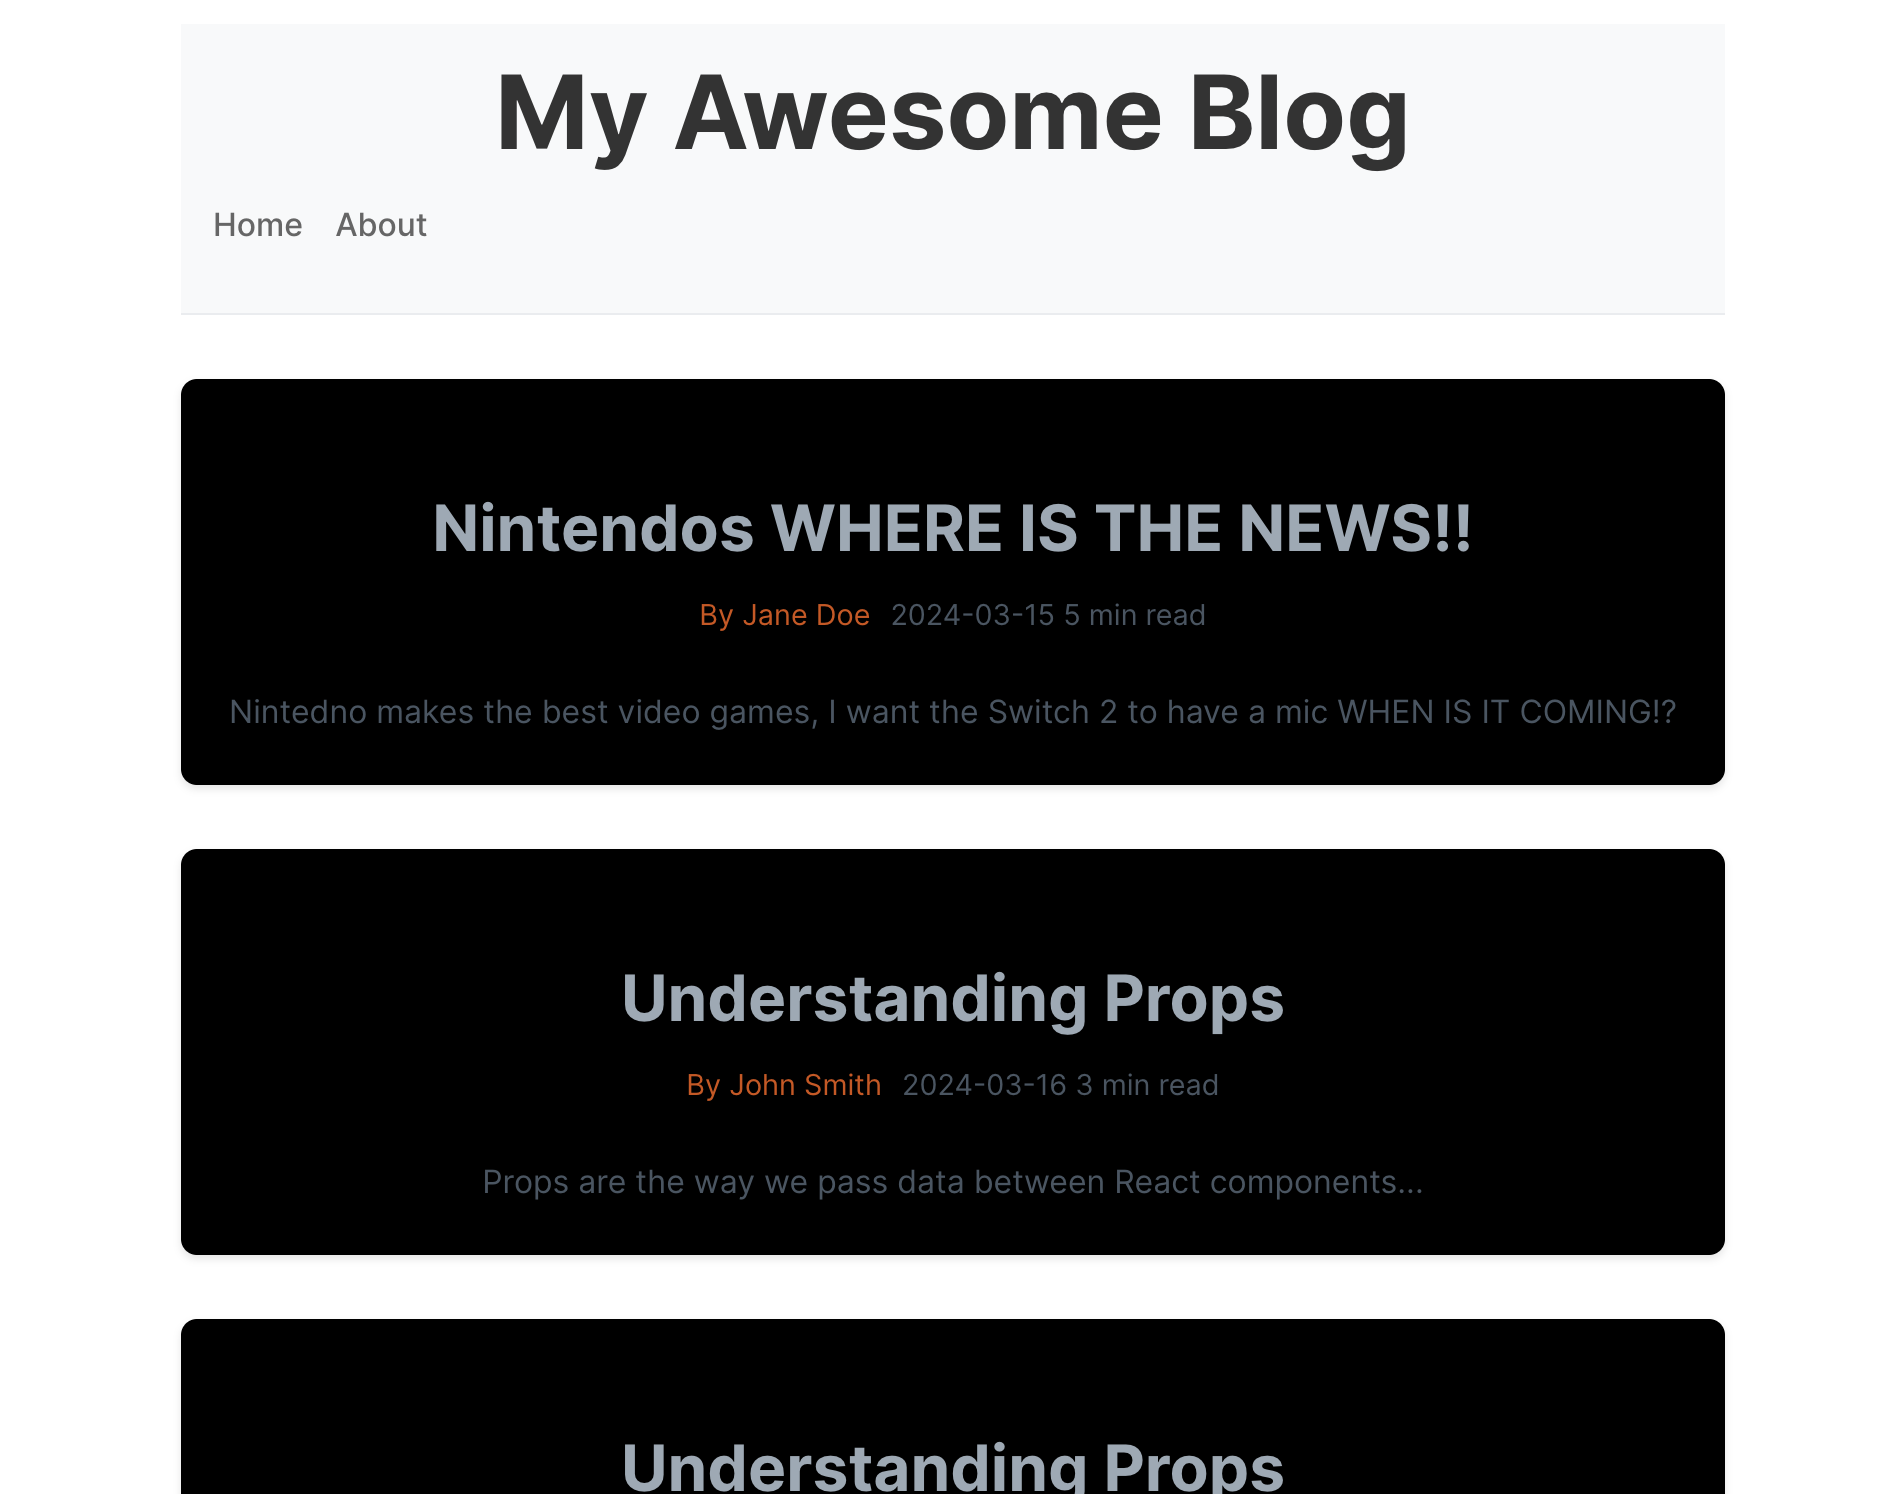 My Awesome Blog
Home About
Nintendos WHERE IS THE NEWS!!
By Jane Doe 2024-03-15 5 min read
Nintedno makes the best video games, I want the Switch 2 to have a mic WHEN IS IT COMING!?
Understanding Props
By John Smith 2024-03-16 3 min read
Props are the way we pass data between React components...
Understanding Props